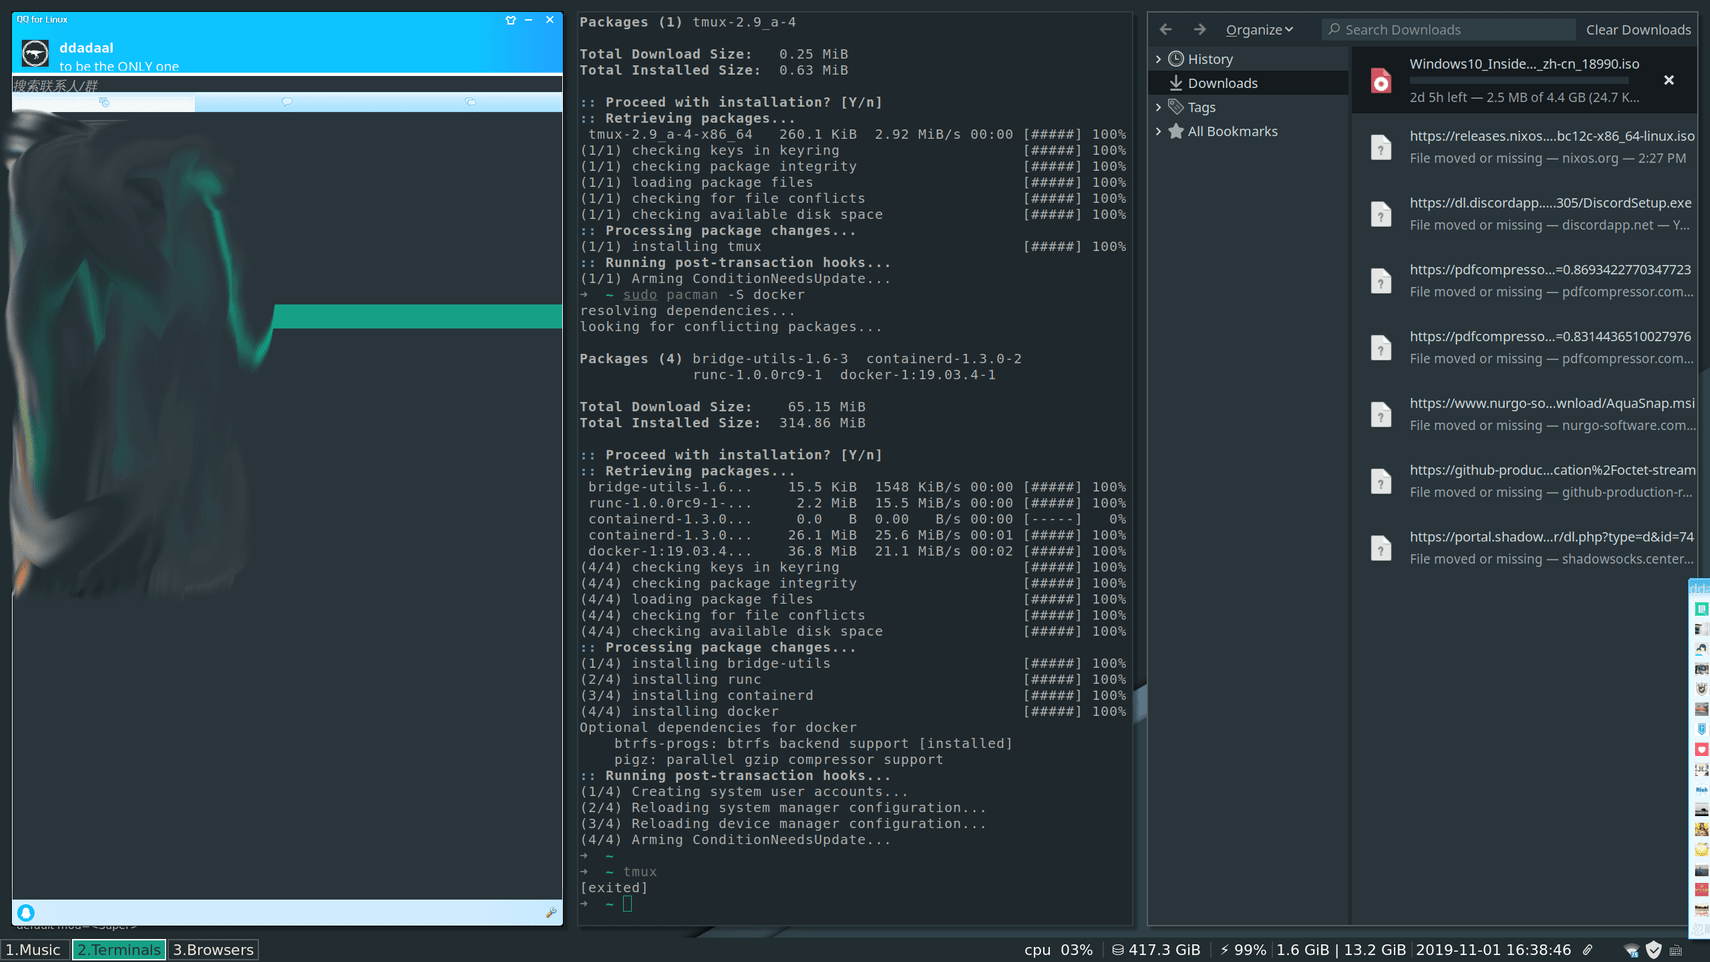 QQ for Linux
ddadaal
to be the ONLY one
搜索联系人/群
Packages (1) tmux-2.9_a-4
Total Download Size:   0.25 MiB
Total Installed Size:  0.63 MiB
:: Proceed with installation? [Y/n]
:: Retrieving packages...
tmux-2.9_a-4-x86_64   260.1 KiB  2.92 MiB/s 00:00 [#####] 100%
(1/1) checking keys in keyring [#####] 100%
(1/1) checking package integrity [#####] 100%
(1/1) loading package files [#####] 100%
(1/1) checking for file conflicts [#####] 100%
(1/1) checking available disk space [#####] 100%
:: Processing package changes...
(1/1) installing tmux [#####] 100%
:: Running post-transaction hooks...
(1/1) Arming ConditionNeedsUpdate...
➜  ~ sudo pacman -S docker
resolving dependencies...
looking for conflicting packages...
Packages (4) bridge-utils-1.6-3  containerd-1.3.0-2
runc-1.0.0rc9-1  docker-1:19.03.4-1
Total Download Size:    65.15 MiB
Total Installed Size:  314.86 MiB
:: Proceed with installation? [Y/n]
:: Retrieving packages...
bridge-utils-1.6...    15.5 KiB  1548 KiB/s 00:00 [#####] 100%
runc-1.0.0rc9-1-...     2.2 MiB  15.5 MiB/s 00:00 [#####] 100%
containerd-1.3.0...     0.0   B  0.00   B/s 00:00 [-----]   0%
containerd-1.3.0...    26.1 MiB  25.6 MiB/s 00:01 [#####] 100%
docker-1:19.03.4...    36.8 MiB  21.1 MiB/s 00:02 [#####] 100%
(4/4) checking keys in keyring [#####] 100%
(4/4) checking package integrity [#####] 100%
(4/4) loading package files [#####] 100%
(4/4) checking for file conflicts [#####] 100%
(4/4) checking available disk space [#####] 100%
:: Processing package changes...
(1/4) installing bridge-utils [#####] 100%
(2/4) installing runc [#####] 100%
(3/4) installing containerd [#####] 100%
(4/4) installing docker [#####] 100%
Optional dependencies for docker
btrfs-progs: btrfs backend support [installed]
pigz: parallel gzip compressor support
:: Running post-transaction hooks...
(1/4) Creating system user accounts...
(2/4) Reloading system manager configuration...
(3/4) Reloading device manager configuration...
(4/4) Arming ConditionNeedsUpdate...
➜  ~
➜  ~ tmux
[exited]
➜  ~
Organize
Search Downloads
Clear Downloads
History
Downloads
Tags
All Bookmarks
Windows10_Inside..._zh-cn_18990.iso
2d 5h left — 2.5 MB of 4.4 GB (24.7 K...
https://releases.nixos....bc12c-x86_64-linux.iso
File moved or missing — nixos.org — 2:27 PM
https://dl.discordapp.....305/DiscordSetup.exe
File moved or missing — discordapp.net — Y...
https://pdfcompresso...=0.8693422770347723
File moved or missing — pdfcompressor.com...
https://pdfcompresso...=0.8314436510027976
File moved or missing — pdfcompressor.com...
https://www.nurgo-so...wnload/AquaSnap.msi
File moved or missing — nurgo-software.com...
https://github-produc...cation%2Foctet-stream
File moved or missing — github-production-r...
https://portal.shadow...r/dl.php?type=d&id=74
File moved or missing — shadowsocks.center...
1.Music
2.Terminals
3.Browsers
cpu  03%
417.3 GiB
99%
1.6 GiB | 13.2 GiB
2019-11-01 16:38:46